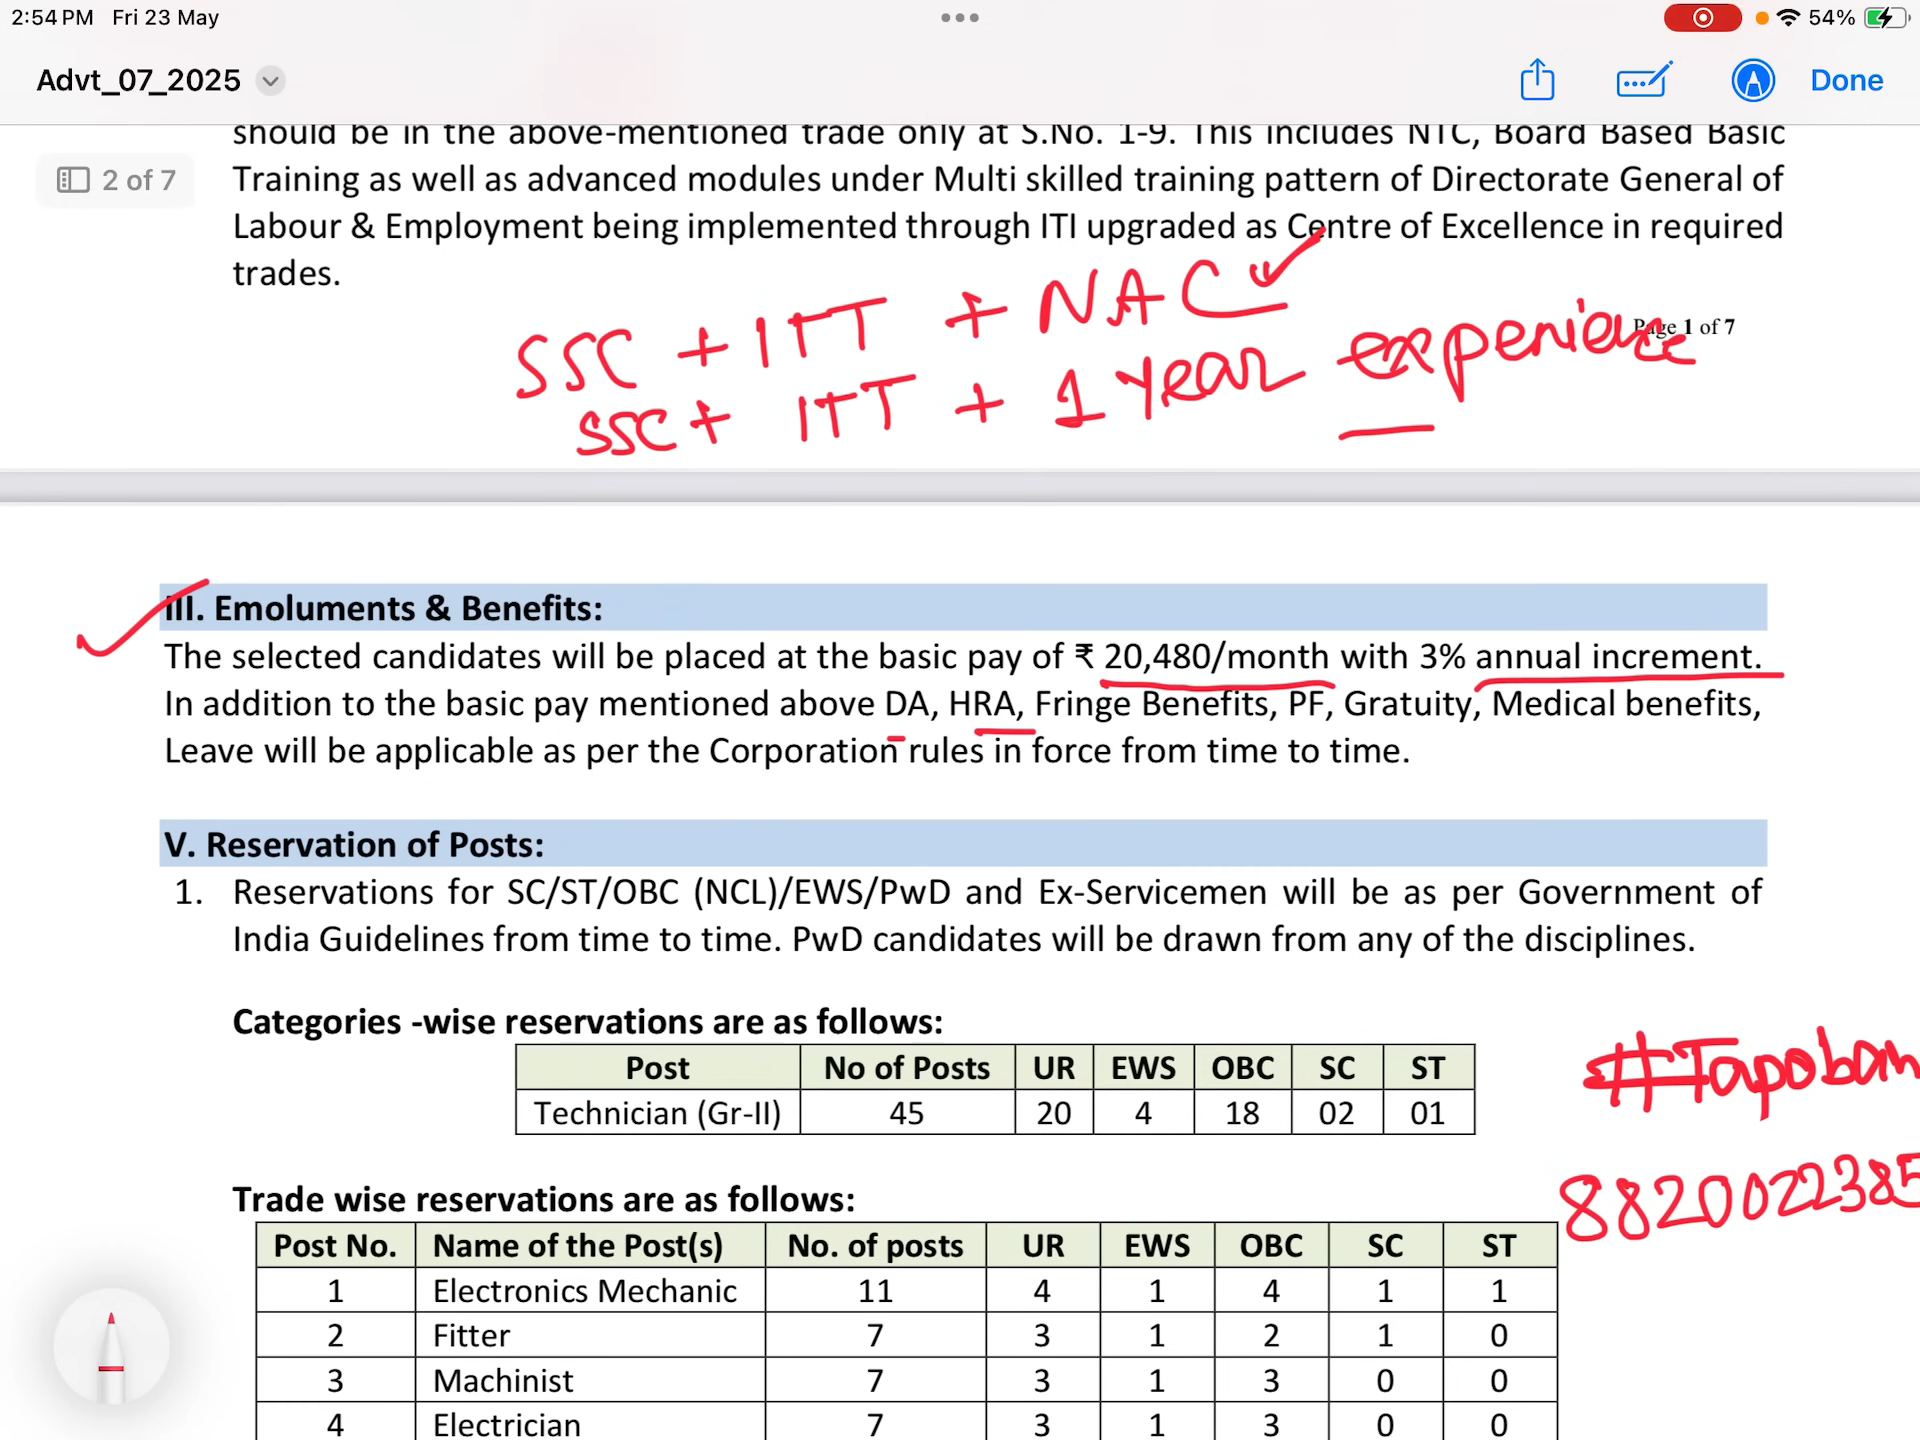 2:54 PM Fri 23 May
54%
Advt_07_2025
Done
2 of 7
should be in the above-mentioned trade only at S.No. 1-9. This includes NTC, Board Based Basic
Training as well as advanced modules under Multi skilled training pattern of Directorate General of
Labour & Employment being implemented through ITI upgraded as Centre of Excellence in required
trades.
SSC + ITI + NAC
Page 1 of 7
SSC + ITI + 1 year experience
III. Emoluments & Benefits:
The selected candidates will be placed at the basic pay of ₹ 20,480/month with 3% annual increment.
In addition to the basic pay mentioned above DA, HRA, Fringe Benefits, PF, Gratuity, Medical benefits,
Leave will be applicable as per the Corporation rules in force from time to time.
V. Reservation of Posts:
1. Reservations for SC/ST/OBC (NCL)/EWS/PwD and Ex-Servicemen will be as per Government of
India Guidelines from time to time. PwD candidates will be drawn from any of the disciplines.
Categories -wise reservations are as follows:
Post No of Posts UR EWS OBC SC ST
Technician (Gr-II) 45 20 4 18 02 01
#Tapoban
8820022385
Trade wise reservations are as follows:
Post No. Name of the Post(s) No. of posts UR EWS OBC SC ST
1 Electronics Mechanic 11 4 1 4 1 1
2 Fitter 7 3 1 2 1 0
3 Machinist 7 3 1 3 0 0
4 Electrician 7 3 1 3 0 0